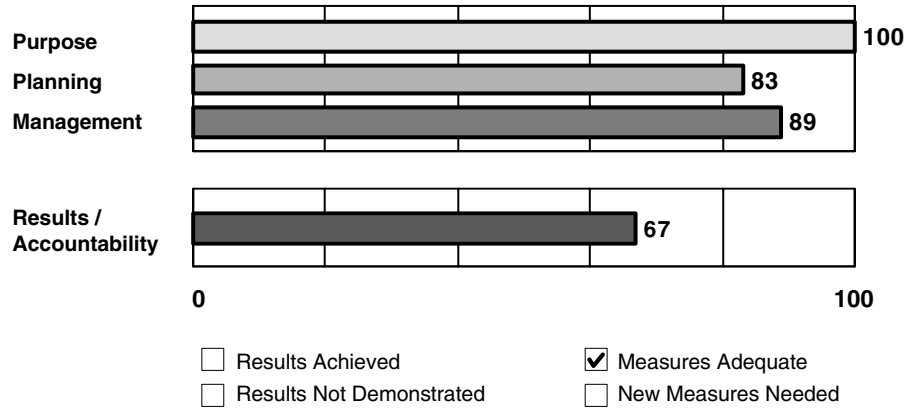 Purpose 100
Planning 83
Management 89
Results /
Accountability 67
0 100
Results Achieved Measures Adequate
Results Not Demonstrated New Measures Needed